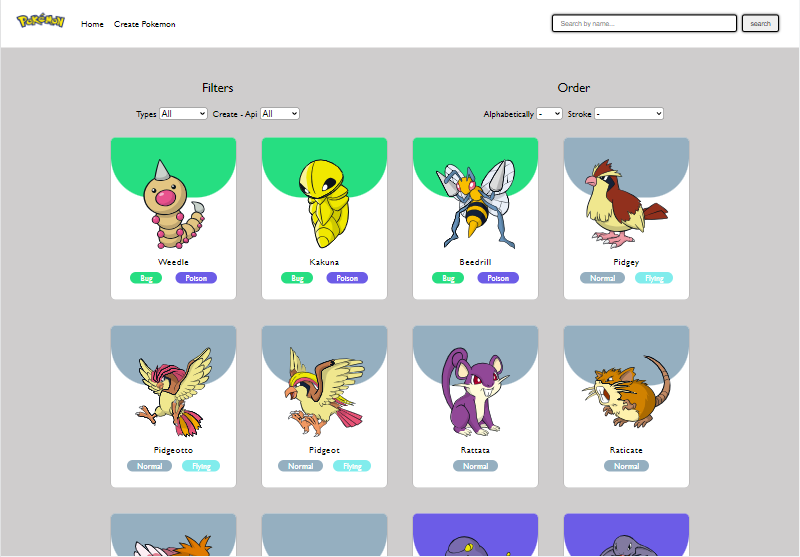 Pokémon Home Create Pokemon Search by name... search
Filters Order
Types All Create - Api All Alphabetically - Stroke -
Weedle Kakuna Beedrill Pidgey
Bug Poison Bug Poison Bug Poison Normal Flying
Pidgeotto Pidgeot Rattata Raticate
Normal Flying Normal Flying Normal Normal